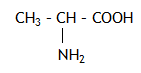 CH₃ - CH - COOH
NH₂